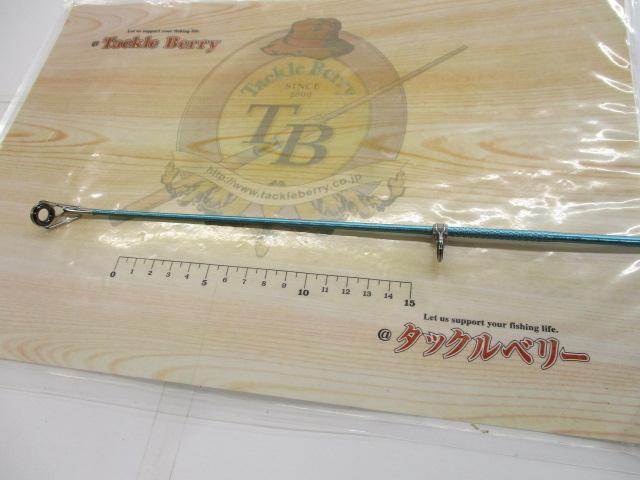 Let us support your fishing life.
@ Tackle Berry
Tackle Berry
SINCE
2000
TB
http://www.tackleberry.co.jp
0 1 2 3 4 5 6 7 8 9 10 11 12 13 14 15
Let us support your fishing life.
@ タックルベリー